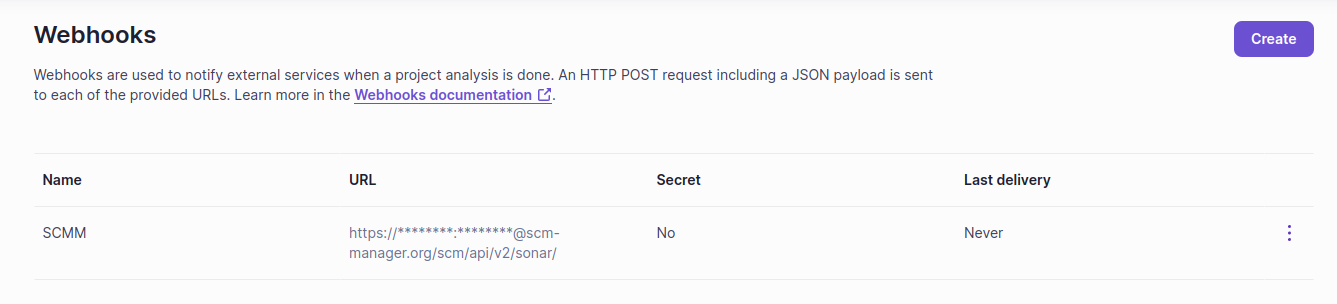 Webhooks
Create
Webhooks are used to notify external services when a project analysis is done. An HTTP POST request including a JSON payload is sent
to each of the provided URLs. Learn more in the Webhooks documentation.
Name URL Secret Last delivery
SCMM https://********:********@scm- No Never
manager.org/scm/api/v2/sonar/